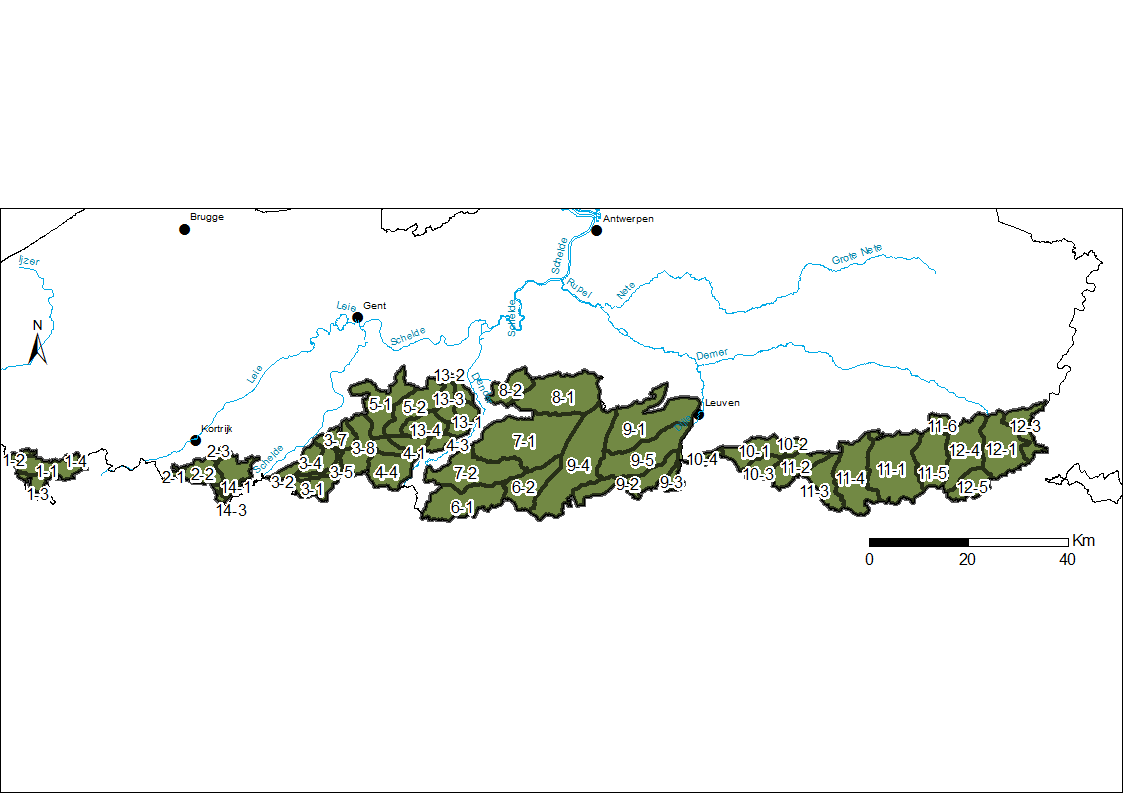 Brugge
Antwerpen
Ijzer
Schelde
Grote Nete
Rupel
Nete
N
Leie
Gent
Schelde
Schelde
Demer
Leie
Dender
13-2
8-2
8-1
5-1
5-2
13-3
Leuven
Dijle
13-1
Kortrijk
13-4
9-1
11-6
12-3
3-7
7-1
2-3
3-8
4-1
4-3
10-1
10-2
12-4
12-1
1-2
1-4
Schelde
3-4
9-4
9-5
10-4
1-1
2-1
2-2
3-5
4-4
7-2
10-3
11-2
11-4
11-1
11-5
1-3
14-1
3-2
3-1
6-2
9-2
9-3
11-3
12-5
14-3
6-1
Km
0
20
40